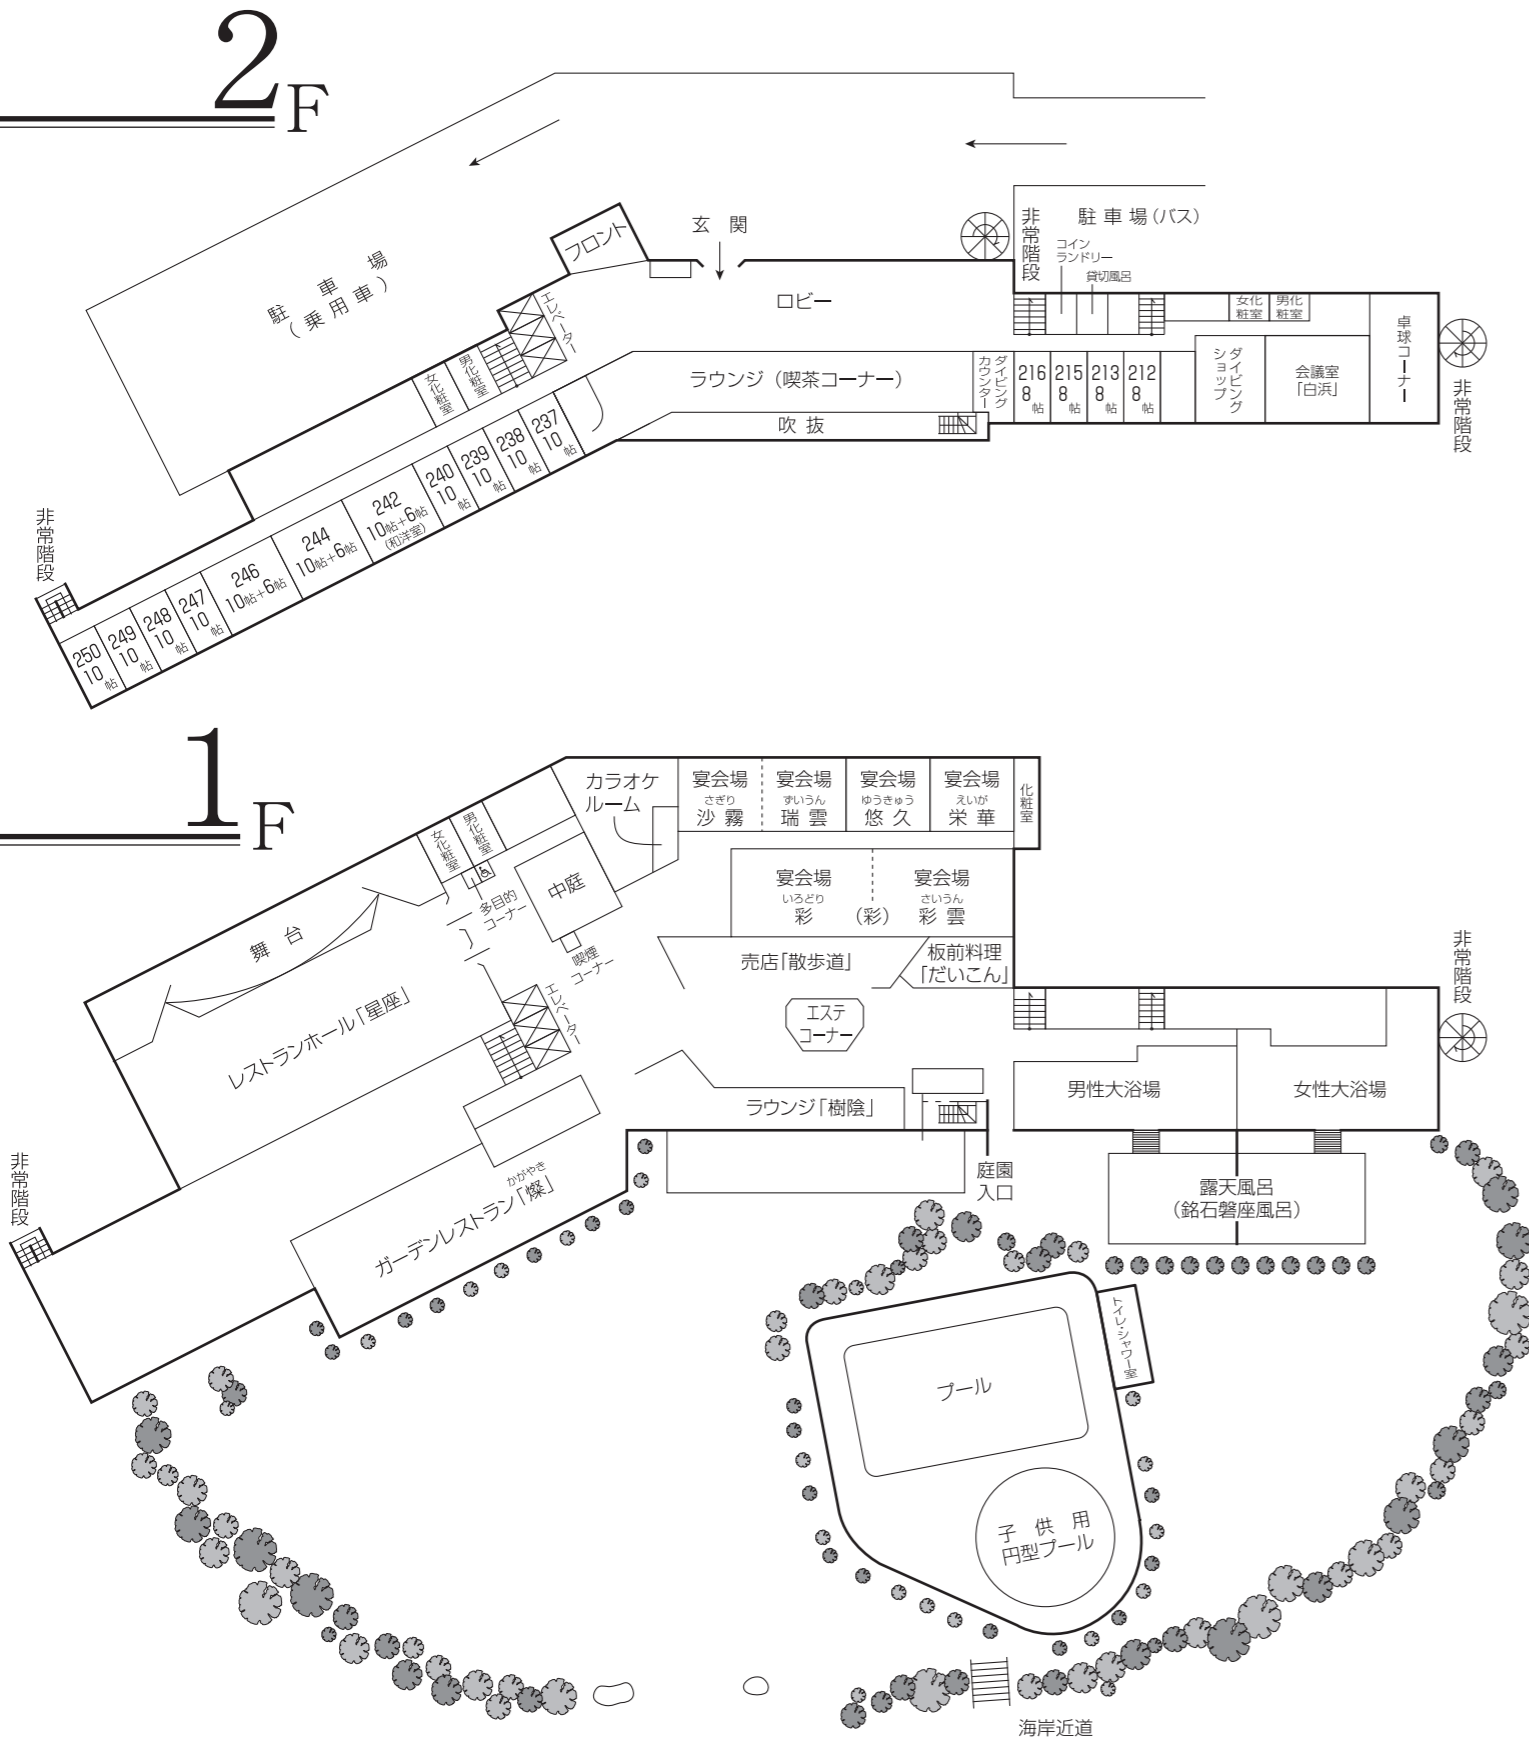 2F
駐車場
(乗用車)
フロント
玄関
ロビー
非常階段
駐車場(バス)
コイン
ランドリー
貸切風呂
女化
粧室
男化
粧室
卓球コーナー
非常階段
エレベーター
男化粧室
女化粧室
ラウンジ(喫茶コーナー)
吹抜
ダイビング
カウンター
216
8帖
215
8帖
213
8帖
212
8帖
ダイビング
ショップ
会議室
「白浜」
237
10帖
238
10帖
239
10帖
240
10帖
242
10帖+6帖
(和洋室)
244
10帖+6帖
246
10帖+6帖
247
10帖
248
10帖
249
10帖
250
10帖
非常階段
1F
カラオケ
ルーム
宴会場
さぎり
沙霧
宴会場
ずいうん
瑞雲
宴会場
ゆうきゅう
悠久
宴会場
えいが
栄華
化粧室
女化粧室
男化粧室
多目的
コーナー
中庭
喫煙
コーナー
宴会場
いろどり
彩
(彩)
宴会場
さいうん
彩雲
舞台
レストランホール「星座」
エレベーター
売店「散歩道」
板前料理
「だいこん」
エステ
コーナー
ラウンジ「樹陰」
男性大浴場
女性大浴場
非常階段
庭園
入口
露天風呂
(銘石磐座風呂)
かがやき
ガーデンレストラン「燦」
非常階段
トイレ・シャワー室
プール
子供用
円型プール
海岸近道